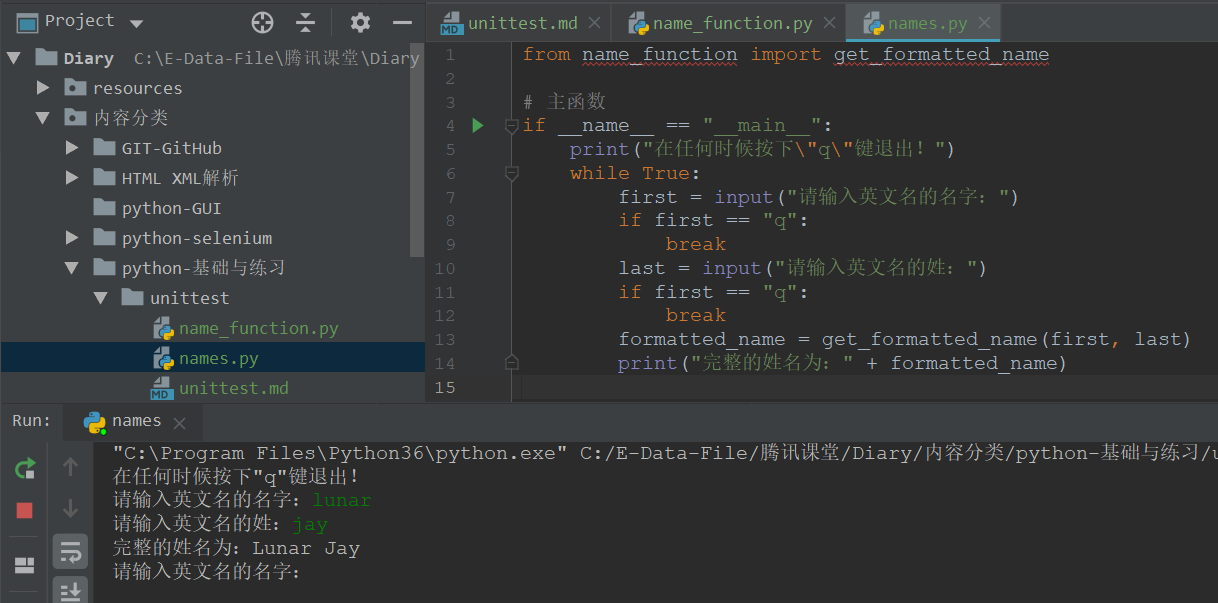 Project
Diary C:\E-Data-File\腾讯课堂\Diary
resources
内容分类
GIT-GitHub
HTML XML解析
python-GUI
python-selenium
python-基础与练习
unittest
name_function.py
names.py
MD unittest.md
MD unittest.md name_function.py names.py
1 from name_function import get_formatted_name
2
3 # 主函数
4 if __name__ == "__main__":
5 print("在任何时候按下\"q\"键退出！")
6 while True:
7 first = input("请输入英文名的名字：")
8 if first == "q":
9 break
10 last = input("请输入英文名的姓：")
11 if first == "q":
12 break
13 formatted_name = get_formatted_name(first, last)
14 print("完整的姓名为：" + formatted_name)
15
Run: names
"C:\Program Files\Python36\python.exe" C:/E-Data-File/腾讯课堂/Diary/内容分类/python-基础与练习/u
在任何时候按下"q"键退出！
请输入英文名的名字：lunar
请输入英文名的姓：jay
完整的姓名为：Lunar Jay
请输入英文名的名字：